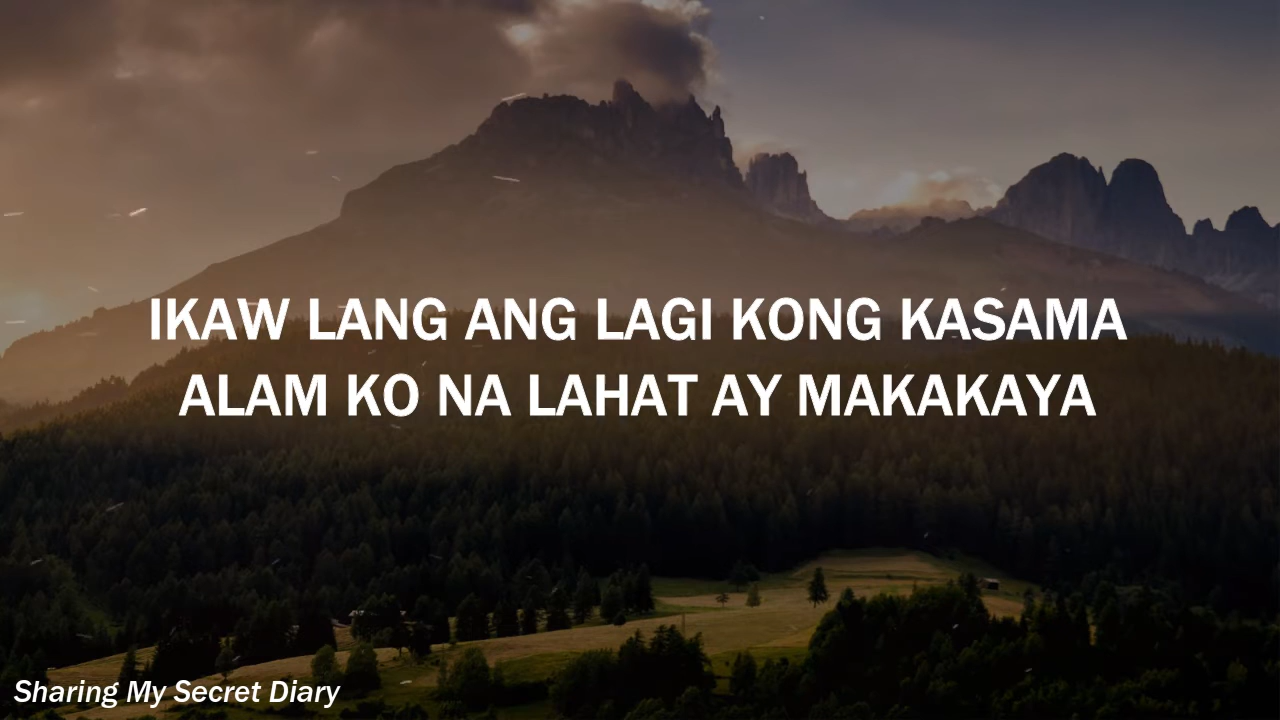 IKAW LANG ANG LAGI KONG KASAMA
ALAM KO NA LAHAT AY MAKAKAYA
Sharing My Secret Diary